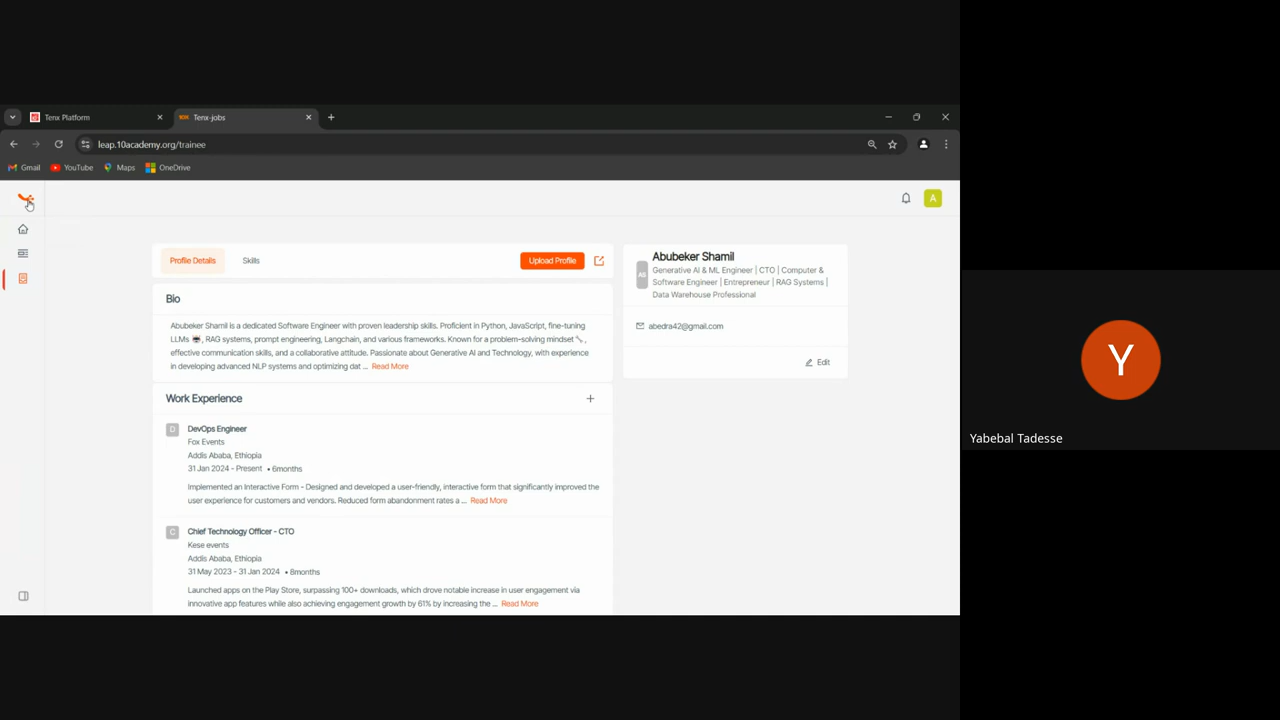 Tenx Platform
Tenx-jobs
leap.10academy.org/trainee
Gmail
YouTube
Maps
OneDrive
A
Profile Details
Skills
Upload Profile
Bio
Abubeker Shamil is a dedicated Software Engineer with proven leadership skills. Proficient in Python, JavaScript, fine-tuning
LLMs 🕷, RAG systems, prompt engineering, Langchain, and various frameworks. Known for a problem-solving mindset 🔧,
effective communication skills, and a collaborative attitude. Passionate about Generative AI and Technology, with experience
in developing advanced NLP systems and optimizing dat ... Read More
Work Experience
D
DevOps Engineer
Fox Events
Addis Ababa, Ethiopia
31 Jan 2024 - Present • 6months
Implemented an Interactive Form - Designed and developed a user-friendly, interactive form that significantly improved the
user experience for customers and vendors. Reduced form abandonment rates a ... Read More
C
Chief Technology Officer - CTO
Kese events
Addis Ababa, Ethiopia
31 May 2023 - 31 Jan 2024 • 8months
Launched apps on the Play Store, surpassing 100+ downloads, which drove notable increase in user engagement via
innovative app features while also achieving engagement growth by 61% by increasing the ... Read More
AS
Abubeker Shamil
Generative AI & ML Engineer | CTO | Computer &
Software Engineer | Entrepreneur | RAG Systems |
Data Warehouse Professional
abedra42@gmail.com
Edit
Y
Yabebal Tadesse